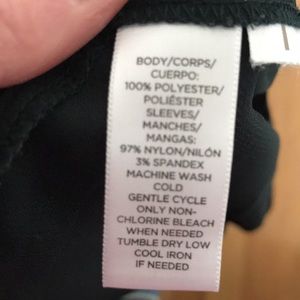 BODY/CORPS/
CUERPO:
100% POLYESTER/
POLIÉSTER
SLEEVES/
MANCHES/
MANGAS:
97% NYLON/NILÓN
3% SPANDEX
MACHINE WASH
COLD
GENTLE CYCLE
ONLY NON-
CHLORINE BLEACH
WHEN NEEDED
TUMBLE DRY LOW
COOL IRON
IF NEEDED